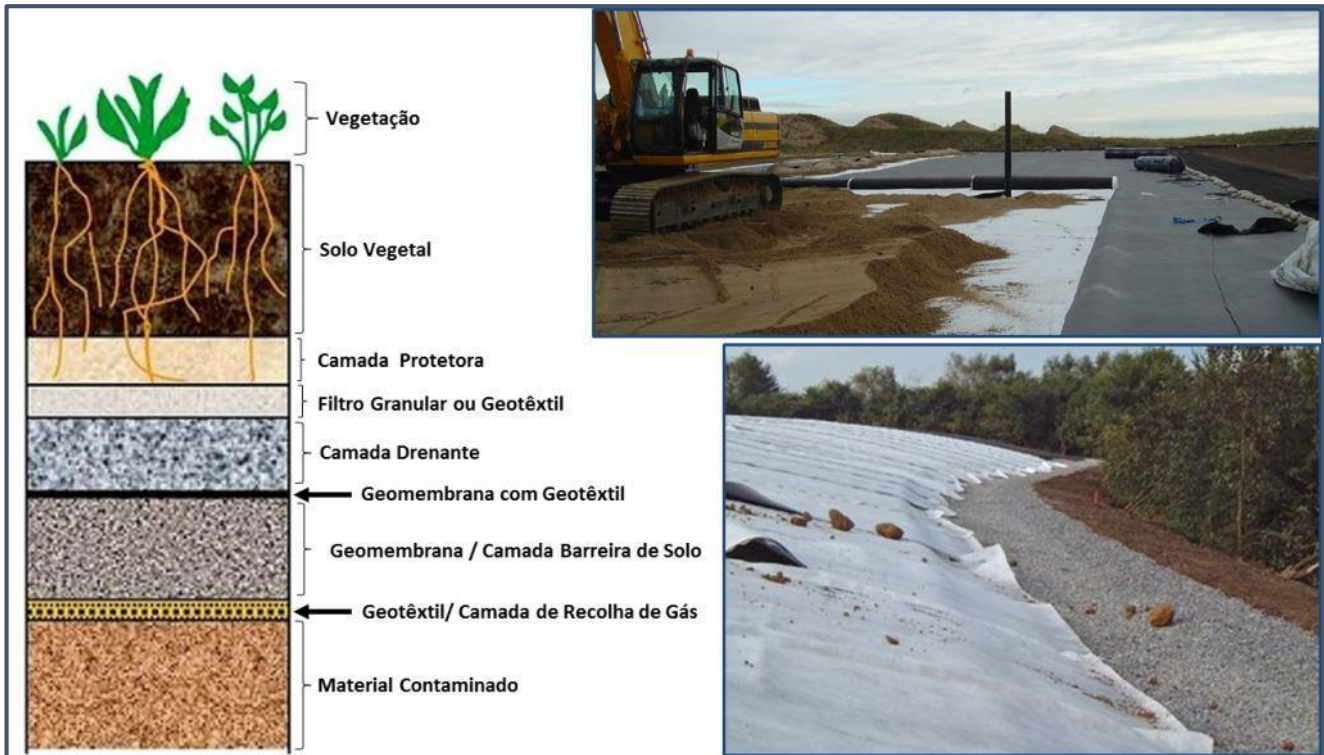 Vegetação
Solo Vegetal
Camada Protetora
Filtro Granular ou Geotêxtil
Camada Drenante
Geomembrana com Geotêxtil
Geomembrana / Camada Barreira de Solo
Geotêxtil/ Camada de Recolha de Gás
Material Contaminado